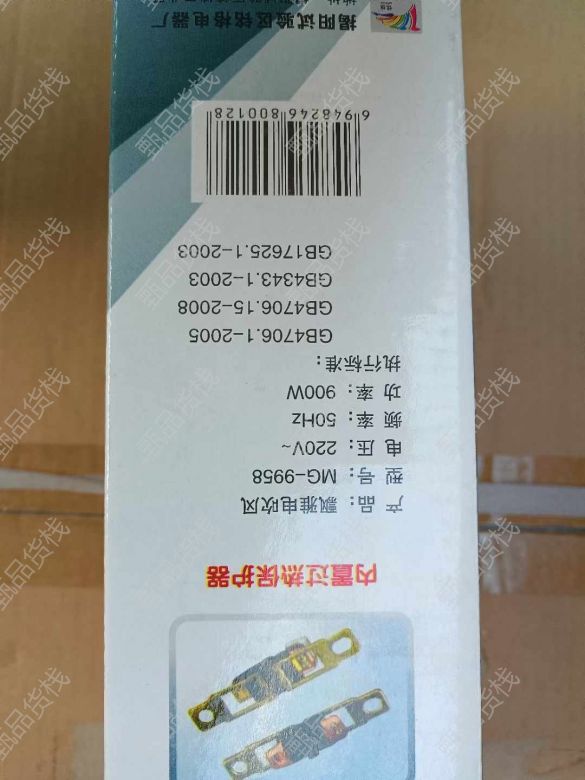 内置过热保护器
产 品：飘雅电吹风
型 号：MG-9958
电 压：220V~
频 率：50Hz
功 率：900W
执行标准：
GB4706.1-2005
GB4706.15-2008
GB4343.1-2003
GB17625.1-2003
6 948246 800128
揭阳试验区铭格电器厂
甄品货栈